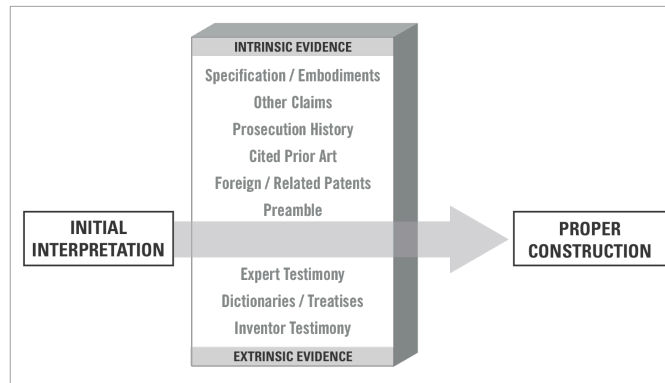 INTRINSIC EVIDENCE
Specification / Embodiments
Other Claims
Prosecution History
Cited Prior Art
Foreign / Related Patents
Preamble
INITIAL
INTERPRETATION
PROPER
CONSTRUCTION
Expert Testimony
Dictionaries / Treatises
Inventor Testimony
EXTRINSIC EVIDENCE